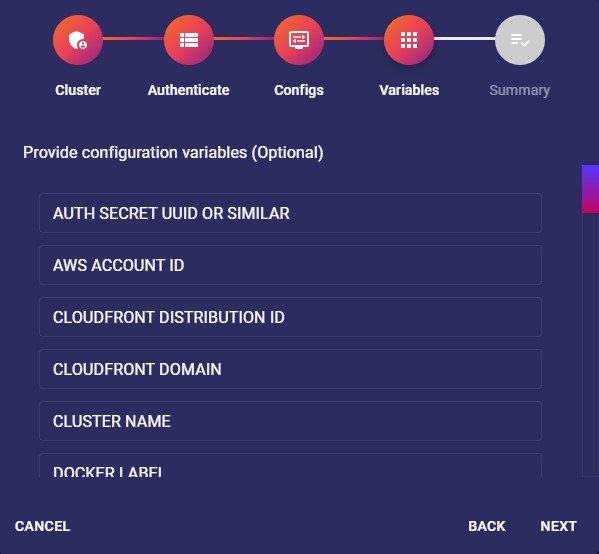 Cluster Authenticate Configs Variables Summary
Provide configuration variables (Optional)
AUTH SECRET UUID OR SIMILAR
AWS ACCOUNT ID
CLOUDFRONT DISTRIBUTION ID
CLOUDFRONT DOMAIN
CLUSTER NAME
DOCKER LABEL
CANCEL BACK NEXT